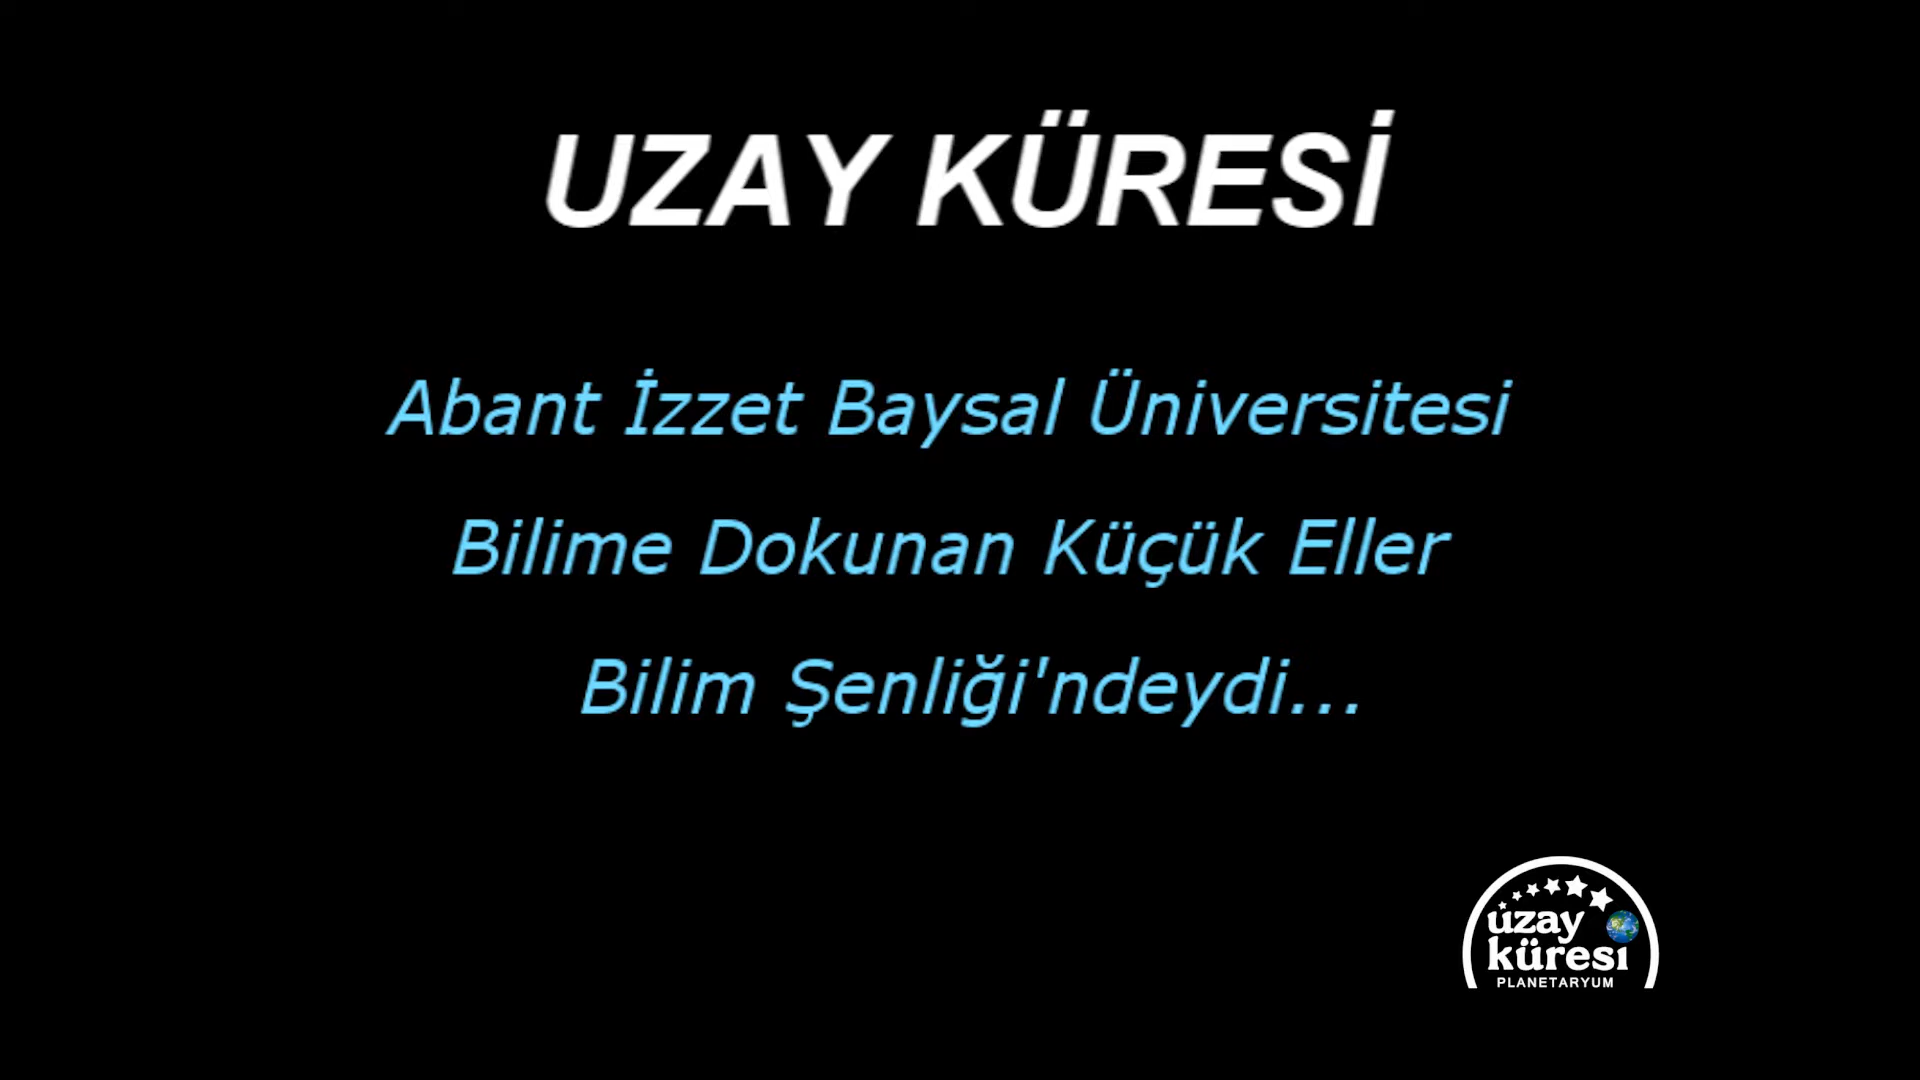 UZAY KÜRESİ
Abant İzzet Baysal Üniversitesi
Bilime Dokunan Küçük Eller
Bilim Şenliği'ndeydi...
uzay
küresi
PLANETARYUM